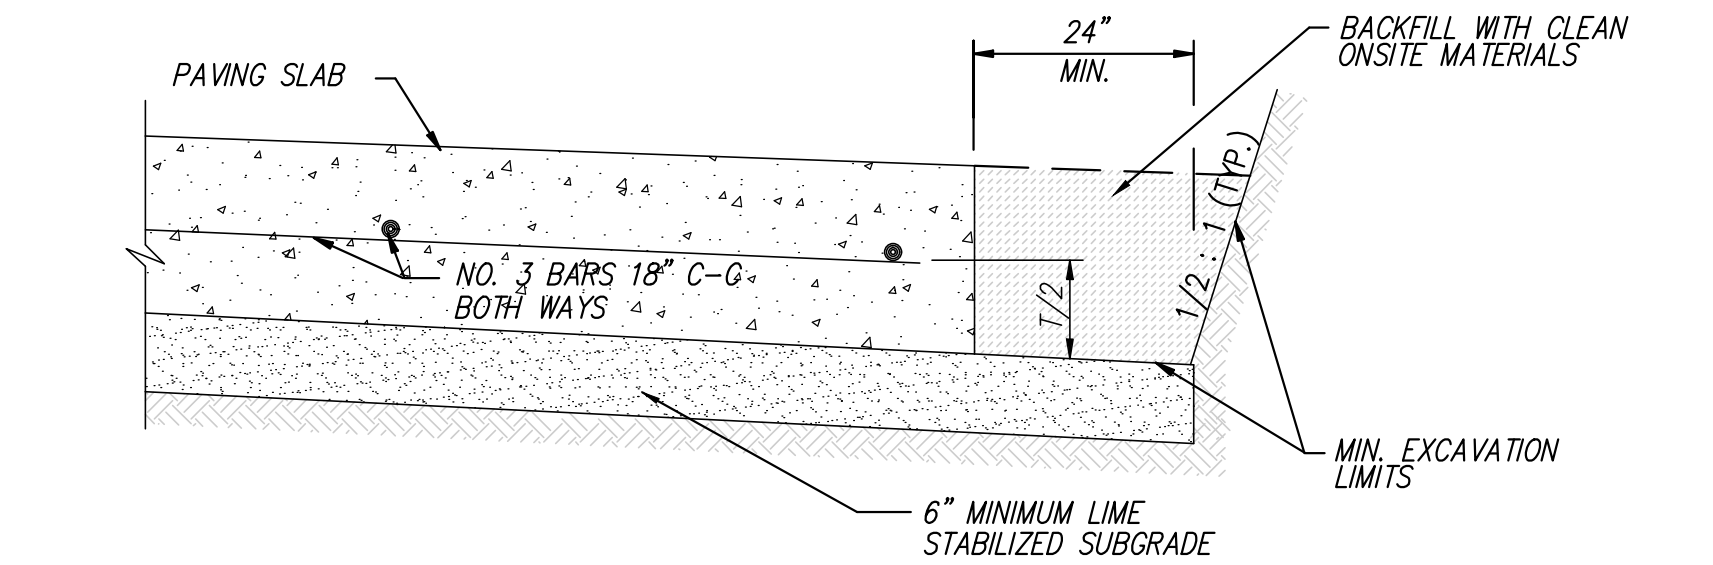 24”
MIN.
BACKFILL WITH CLEAN
ONSITE MATERIALS
PAVING SLAB
1/2 : 1 (TYP.)
NO. 3 BARS 18” C-C
BOTH WAYS
T/2
MIN. EXCAVATION
LIMITS
6” MINIMUM LIME
STABILIZED SUBGRADE